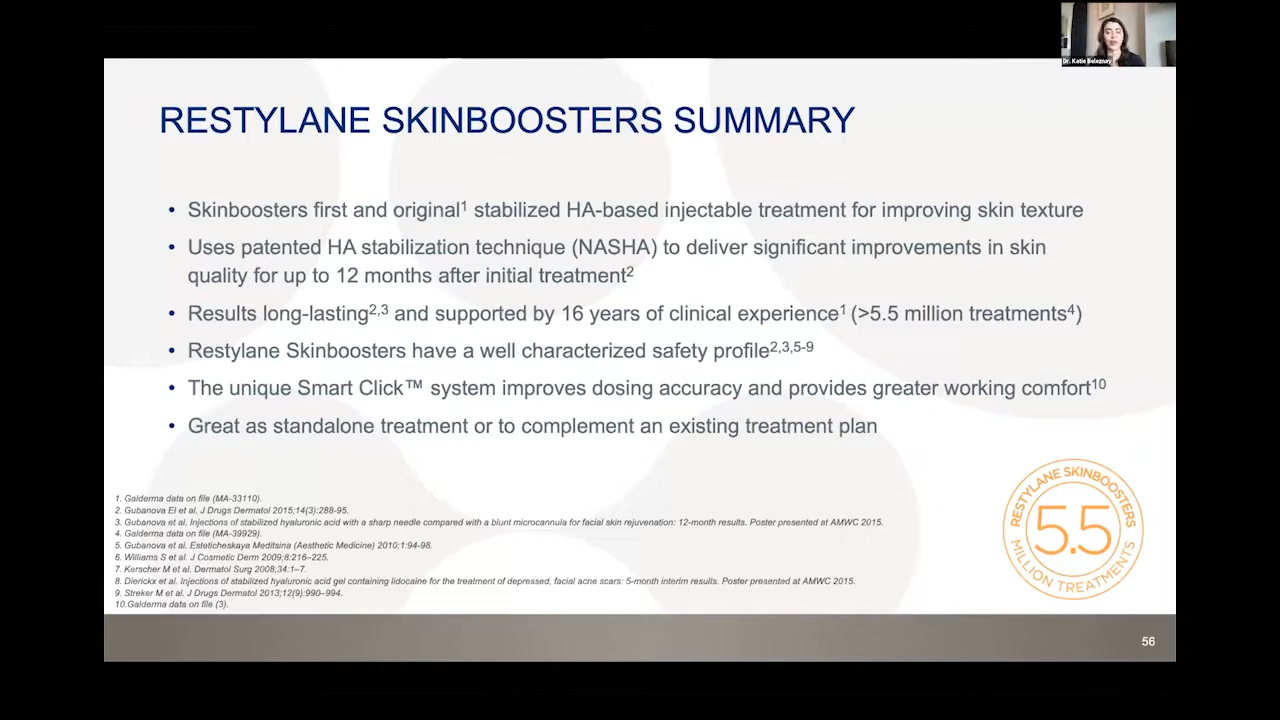 Dr. Katie Beleznay
RESTYLANE SKINBOOSTERS SUMMARY
• Skinboosters first and original1 stabilized HA-based injectable treatment for improving skin texture
• Uses patented HA stabilization technique (NASHA) to deliver significant improvements in skin
quality for up to 12 months after initial treatment2
• Results long-lasting2,3 and supported by 16 years of clinical experience1 (>5.5 million treatments4)
• Restylane Skinboosters have a well characterized safety profile2,3,5-9
• The unique Smart Click™ system improves dosing accuracy and provides greater working comfort10
• Great as standalone treatment or to complement an existing treatment plan
1. Galderma data on file (MA-33110).
2. Gubanova EI et al. J Drugs Dermatol 2015;14(3):288-95.
3. Gubanova et al. Injections of stabilized hyaluronic acid with a sharp needle compared with a blunt microcannula for facial skin rejuvenation: 12-month results. Poster presented at AMWC 2015.
4. Galderma data on file (MA-39929).
5. Gubanova et al. Esteticheskaya Meditsina (Aesthetic Medicine) 2010;1:94-98.
6. Williams S et al. J Cosmetic Derm 2009;8:216–225.
7. Kerscher M et al. Dermatol Surg 2008;34:1–7.
8. Dierickx et al. Injections of stabilized hyaluronic acid gel containing lidocaine for the treatment of depressed, facial acne scars: 5-month interim results. Poster presented at AMWC 2015.
9. Streker M et al. J Drugs Dermatol 2013;12(9):990–994.
10.Galderma data on file (3).
RESTYLANE SKINBOOSTERS
5.5
MILLION TREATMENTS
56